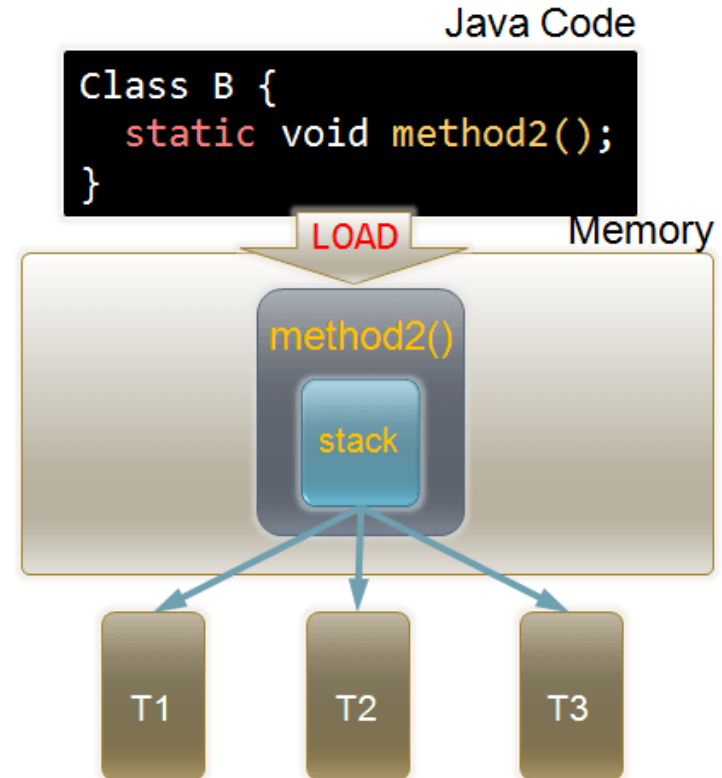 Java Code
Class B {
  static void method2();
}
LOAD
Memory
method2()
stack
T1
T2
T3